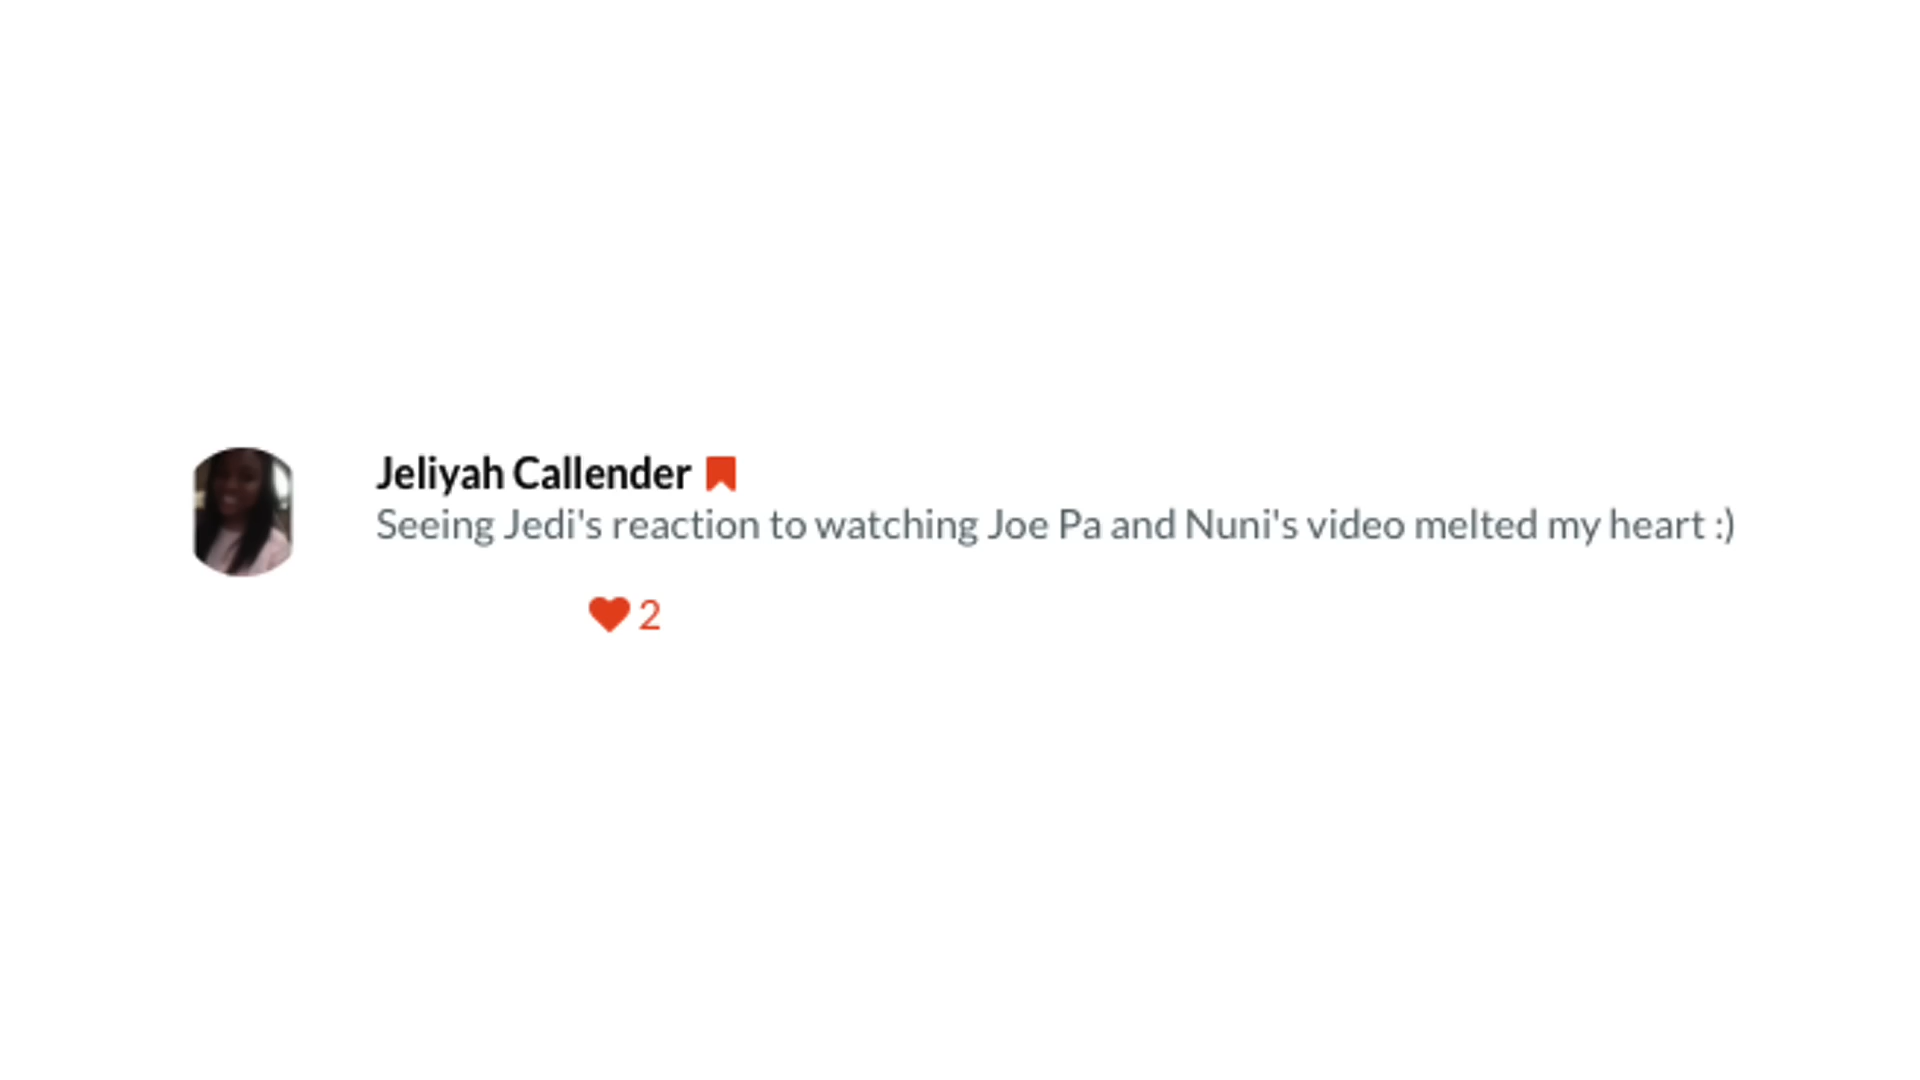 Jeliyah Callender
Seeing Jedi's reaction to watching Joe Pa and Nuni's video melted my heart :)
2